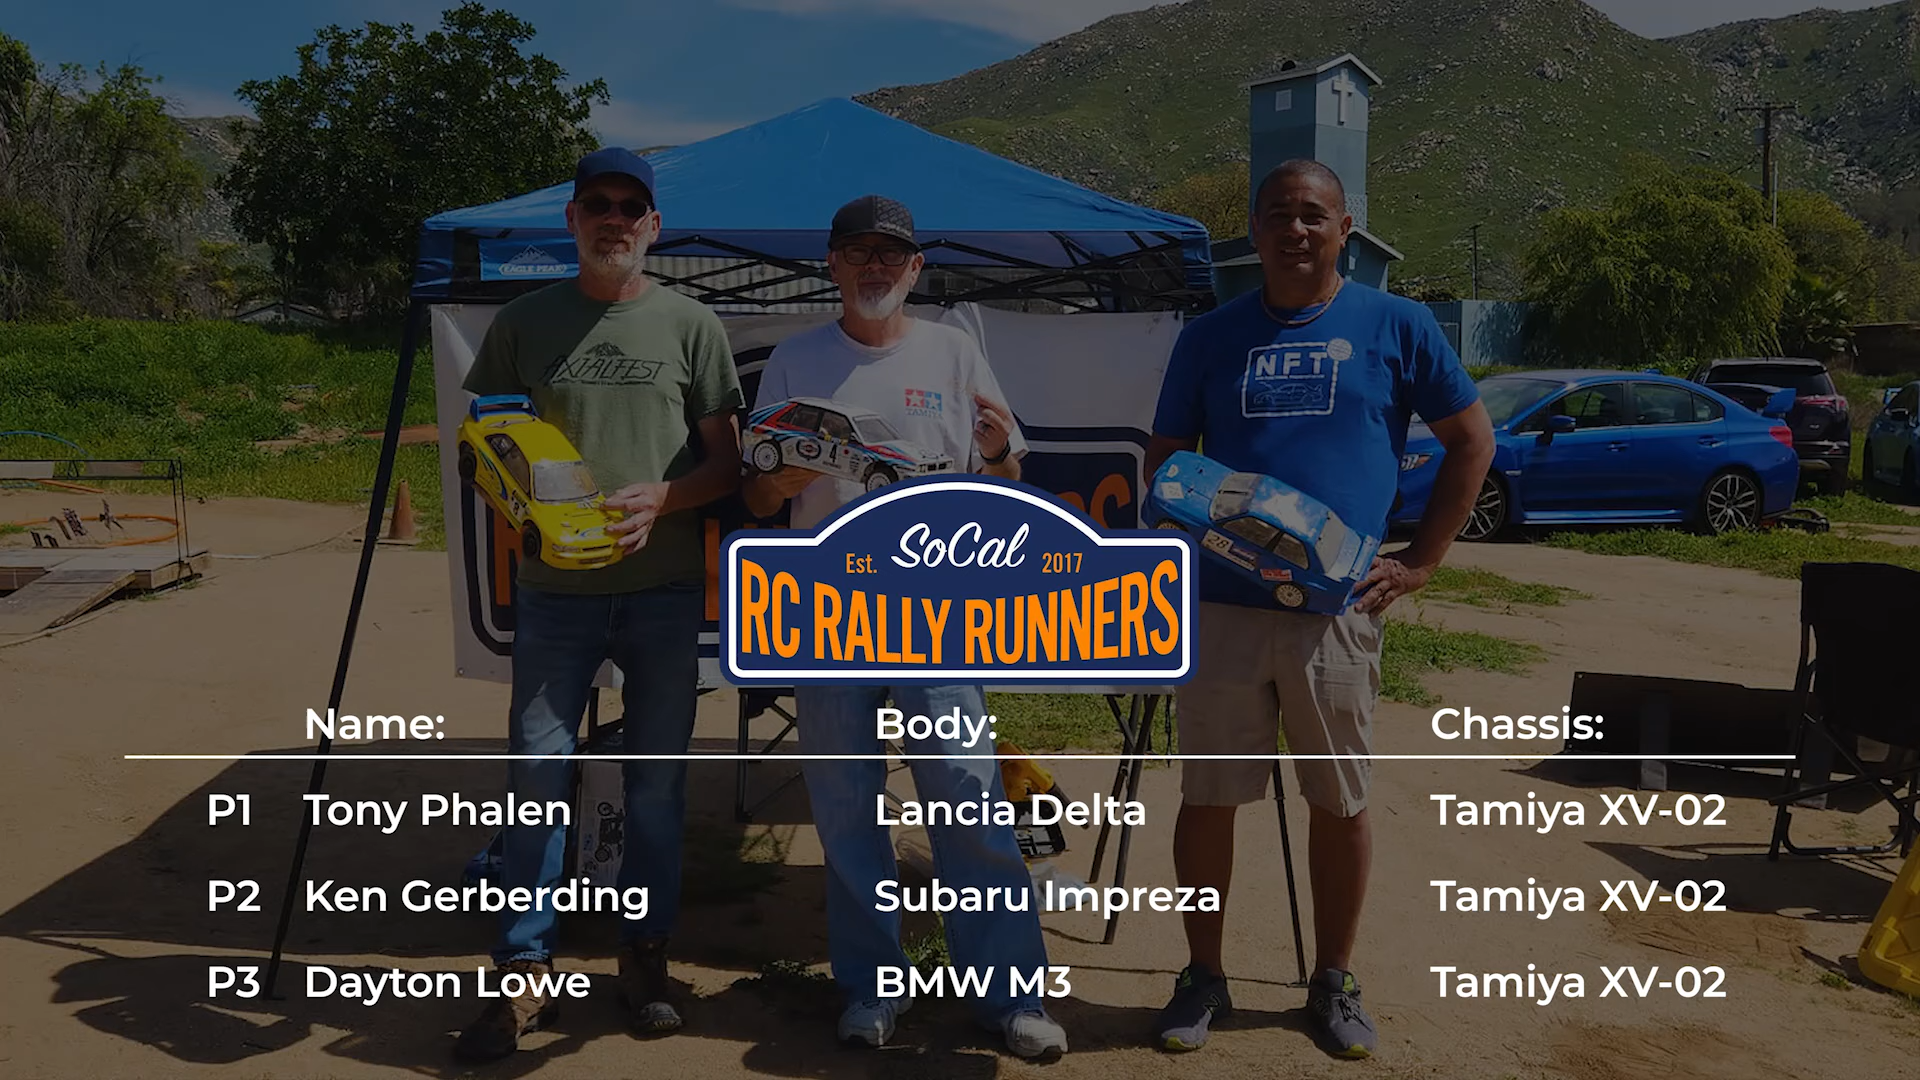 EAGLE PEAK
AXIALFEST
TAMIYA
4
NFT
28
Est. SoCal 2017
RC RALLY RUNNERS
Name: Body: Chassis:
P1 Tony Phalen Lancia Delta Tamiya XV-02
P2 Ken Gerberding Subaru Impreza Tamiya XV-02
P3 Dayton Lowe BMW M3 Tamiya XV-02